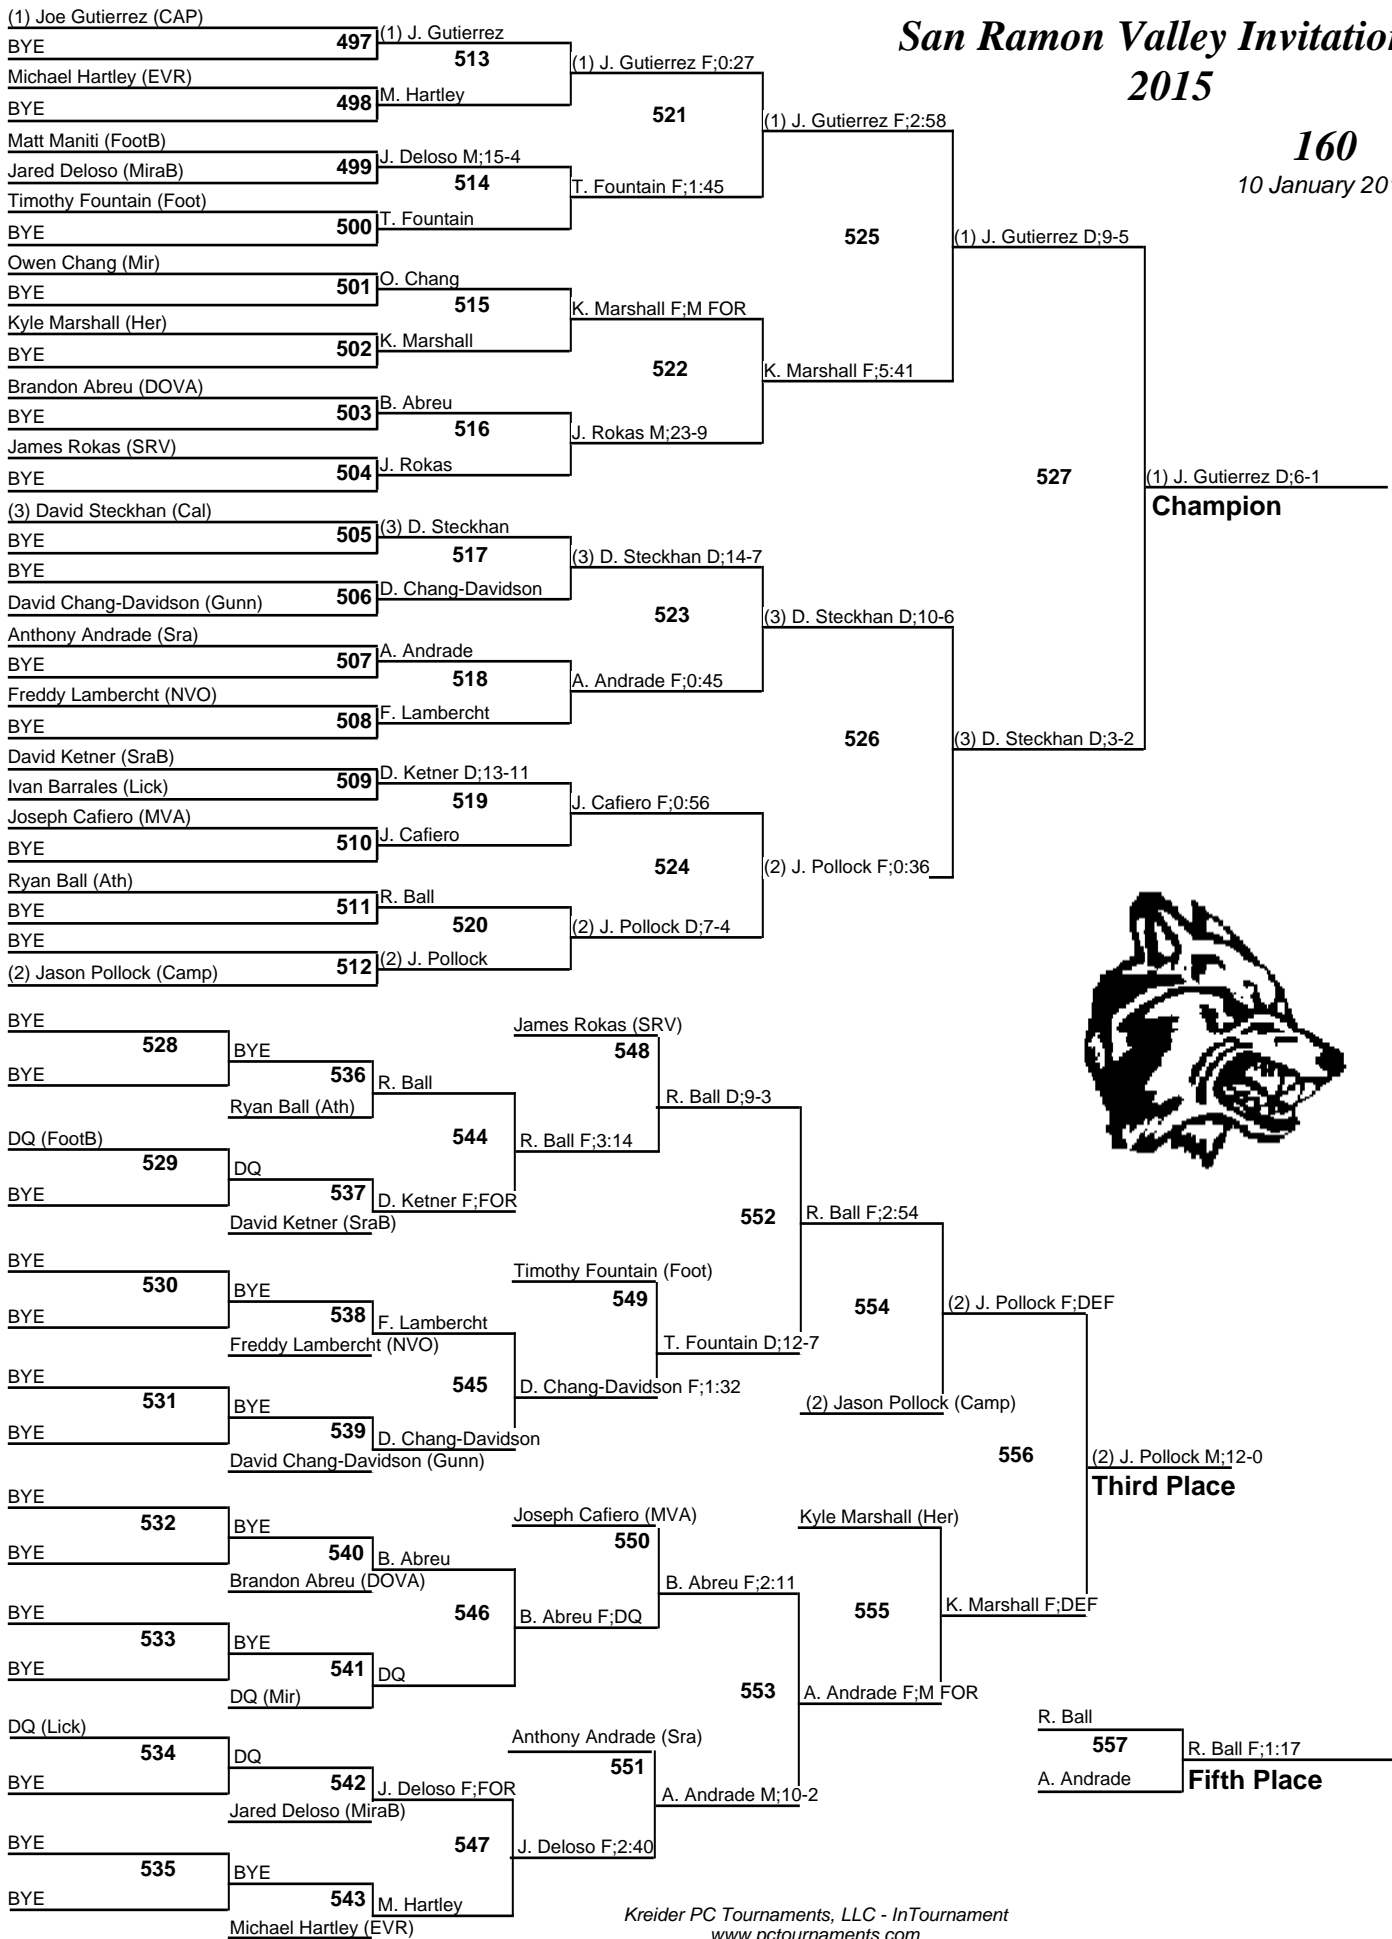 San Ramon Valley Invitation
2015
160
10 January 201
(1) Joe Gutierrez (CAP)
BYE
497
Michael Hartley (EVR)
BYE
498
Matt Maniti (FootB)
Jared Deloso (MiraB)
499
Timothy Fountain (Foot)
BYE
500
Owen Chang (Mir)
BYE
501
Kyle Marshall (Her)
BYE
502
Brandon Abreu (DOVA)
BYE
503
James Rokas (SRV)
BYE
504
(3) David Steckhan (Cal)
BYE
505
BYE
David Chang-Davidson (Gunn)
506
Anthony Andrade (Sra)
BYE
507
Freddy Lambercht (NVO)
BYE
508
David Ketner (SraB)
Ivan Barrales (Lick)
509
Joseph Cafiero (MVA)
BYE
510
Ryan Ball (Ath)
BYE
511
BYE
(2) Jason Pollock (Camp)
512
(1) J. Gutierrez
513
M. Hartley
J. Deloso M;15-4
514
T. Fountain
O. Chang
515
K. Marshall
B. Abreu
516
J. Rokas
(3) D. Steckhan
517
D. Chang-Davidson
A. Andrade
518
F. Lambercht
D. Ketner D;13-11
519
J. Cafiero
R. Ball
520
(2) J. Pollock
(1) J. Gutierrez F;0:27
521
T. Fountain F;1:45
K. Marshall F;M FOR
522
J. Rokas M;23-9
(3) D. Steckhan D;14-7
523
A. Andrade F;0:45
J. Cafiero F;0:56
524
(2) J. Pollock D;7-4
(1) J. Gutierrez F;2:58
525
K. Marshall F;5:41
(3) D. Steckhan D;10-6
526
(2) J. Pollock F;0:36
(1) J. Gutierrez D;9-5
527
(3) D. Steckhan D;3-2
(1) J. Gutierrez D;6-1
Champion
BYE
528
BYE
DQ (FootB)
529
BYE
BYE
530
BYE
BYE
531
BYE
BYE
532
BYE
BYE
533
BYE
DQ (Lick)
534
BYE
BYE
535
BYE
BYE
536
Ryan Ball (Ath)
DQ
537
David Ketner (SraB)
BYE
538
Freddy Lambercht (NVO)
BYE
539
David Chang-Davidson (Gunn)
BYE
540
Brandon Abreu (DOVA)
BYE
541
DQ (Mir)
DQ
542
Jared Deloso (MiraB)
BYE
543
Michael Hartley (EVR)
R. Ball
544
D. Ketner F;FOR
F. Lambercht
545
D. Chang-Davidson
B. Abreu
546
DQ
J. Deloso F;FOR
547
M. Hartley
James Rokas (SRV)
548
R. Ball F;3:14
Timothy Fountain (Foot)
549
D. Chang-Davidson F;1:32
Joseph Cafiero (MVA)
550
B. Abreu F;DQ
Anthony Andrade (Sra)
551
J. Deloso F;2:40
R. Ball D;9-3
552
T. Fountain D;12-7
B. Abreu F;2:11
553
A. Andrade M;10-2
R. Ball F;2:54
554
(2) Jason Pollock (Camp)
Kyle Marshall (Her)
555
A. Andrade F;M FOR
(2) J. Pollock F;DEF
556
K. Marshall F;DEF
(2) J. Pollock M;12-0
Third Place
R. Ball
557
A. Andrade
R. Ball F;1:17
Fifth Place
Kreider PC Tournaments, LLC - InTournament
www.pctournaments.com